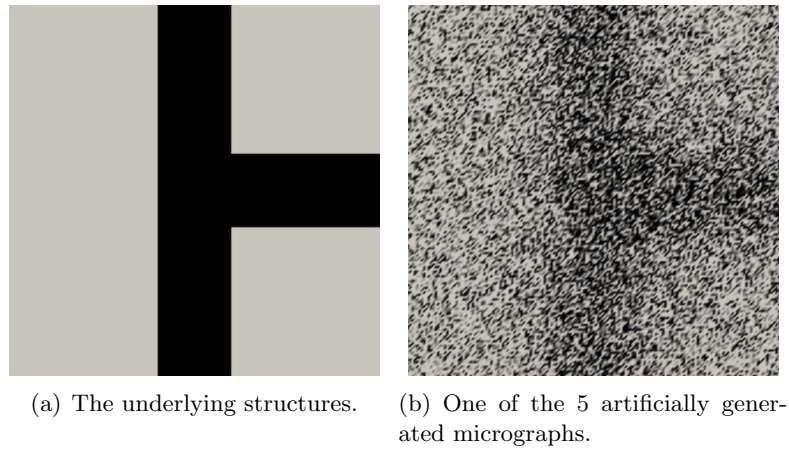 (a) The underlying structures.
(b) One of the 5 artificially gener-
ated micrographs.